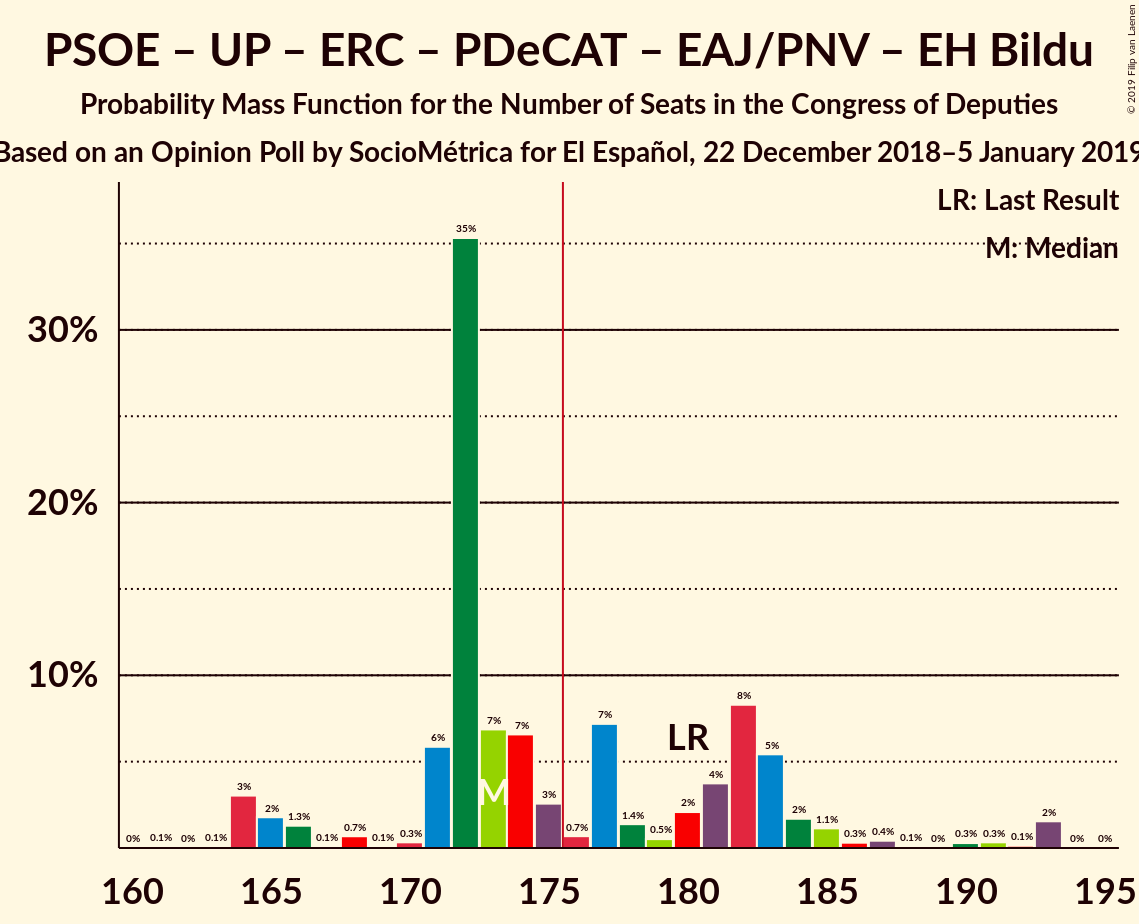 PSOE – UP – ERC – PDeCAT – EAJ/PNV – EH Bildu
Probability Mass Function for the Number of Seats in the Congress of Deputies
Based on an Opinion Poll by SocioMétrica for El Español, 22 December 2018–5 January 2019
© 2019 Filip van Laenen
LR: Last Result
M: Median
35%
30%
20%
10%
8%
7% 7% 7%
LR
6% 5%
4%
M
3% 3%
2% 2% 2% 2%
0% 0.1% 0% 0.1% 1.3% 0.1% 0.7% 0.1% 0.3% 0.7% 1.4% 0.5% 1.1% 0.3% 0.4% 0.1% 0% 0.3% 0.3% 0.1% 2% 0% 0%
160 165 170 175 180 185 190 195